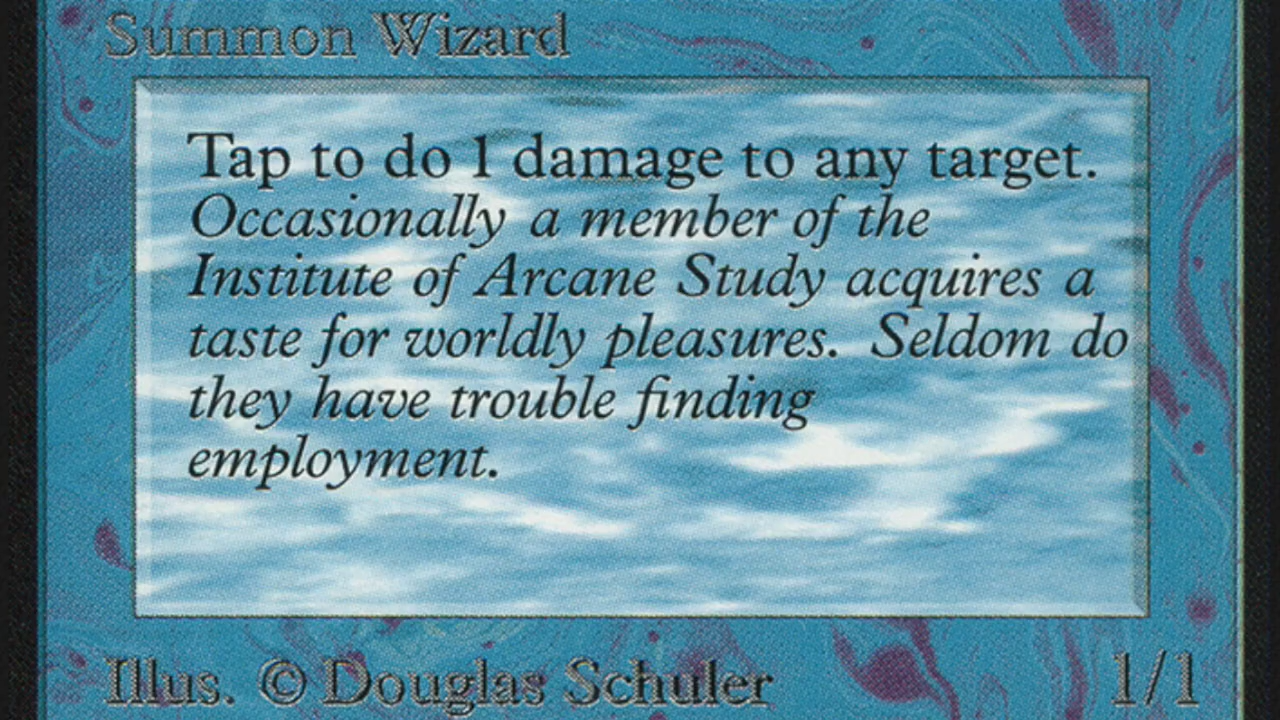 Summon Wizard
Tap to do 1 damage to any target.
Occasionally a member of the
Institute of Arcane Study acquires a
taste for worldly pleasures. Seldom do
they have trouble finding
employment.
Illus. © Douglas Schuler
1/1